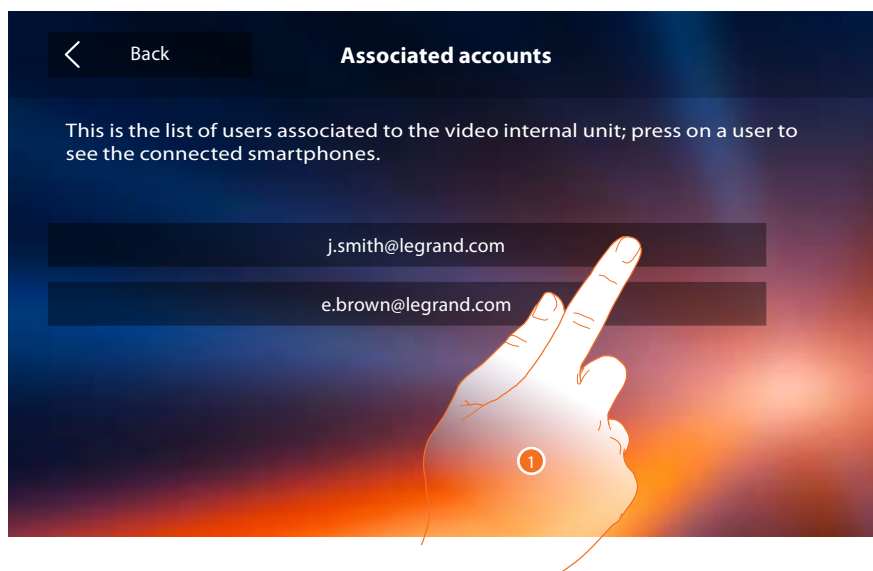 Back
Associated accounts
This is the list of users associated to the video internal unit; press on a user to
see the connected smartphones.
j.smith@legrand.com
e.brown@legrand.com
1